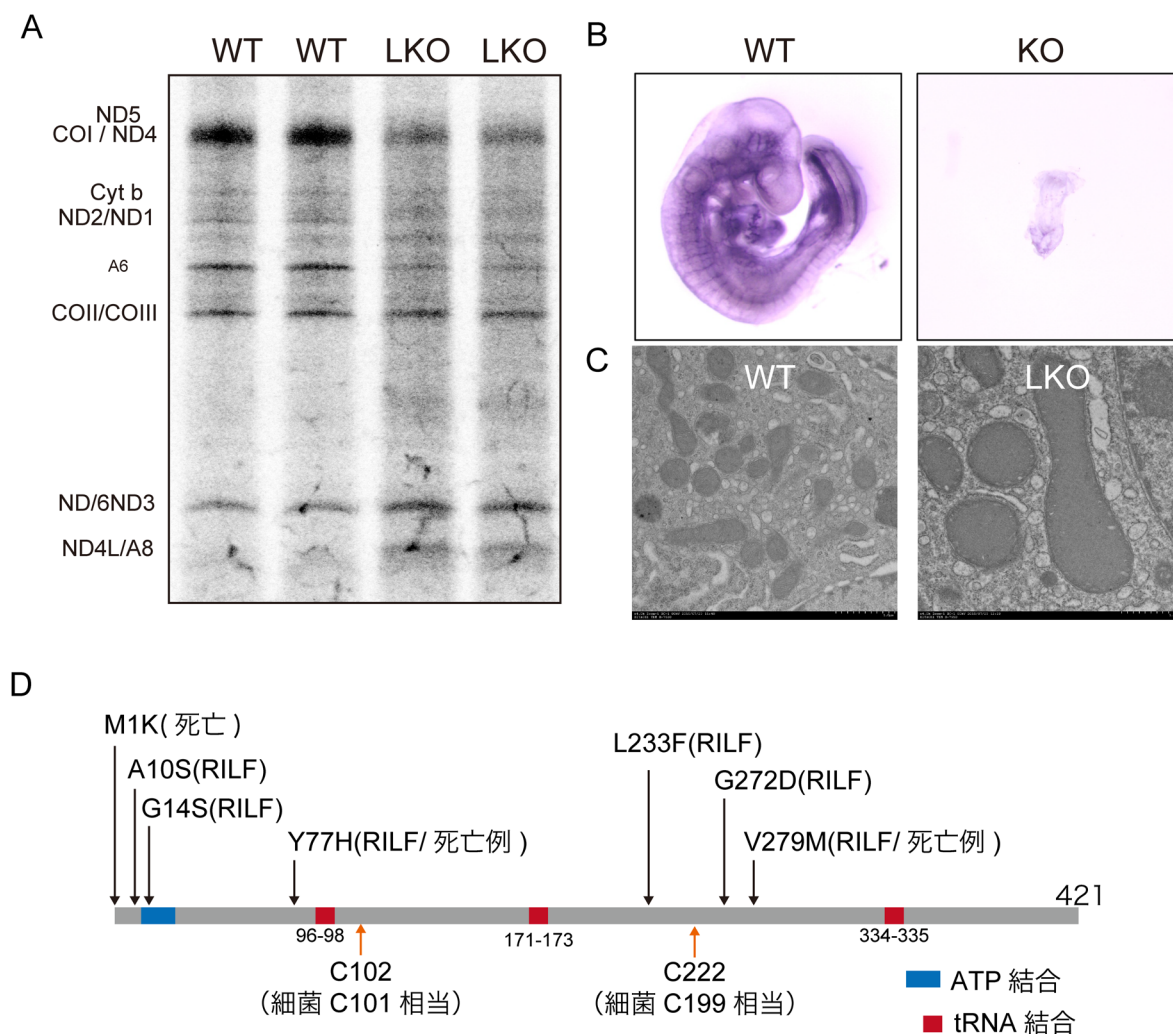 A
WT WT LKO LKO
ND5
COI / ND4
Cyt b
ND2/ND1
A6
COII/COIII
ND/6ND3
ND4L/A8
B
WT KO
C
WT LKO
D
M1K( 死亡 )
A10S(RILF)
G14S(RILF)
Y77H(RILF/ 死亡例 )
L233F(RILF)
G272D(RILF)
V279M(RILF/ 死亡例 )
421
96-98
171-173
334-335
C102
（細菌 C101 相当）
C222
（細菌 C199 相当）
ATP 結合
tRNA 結合